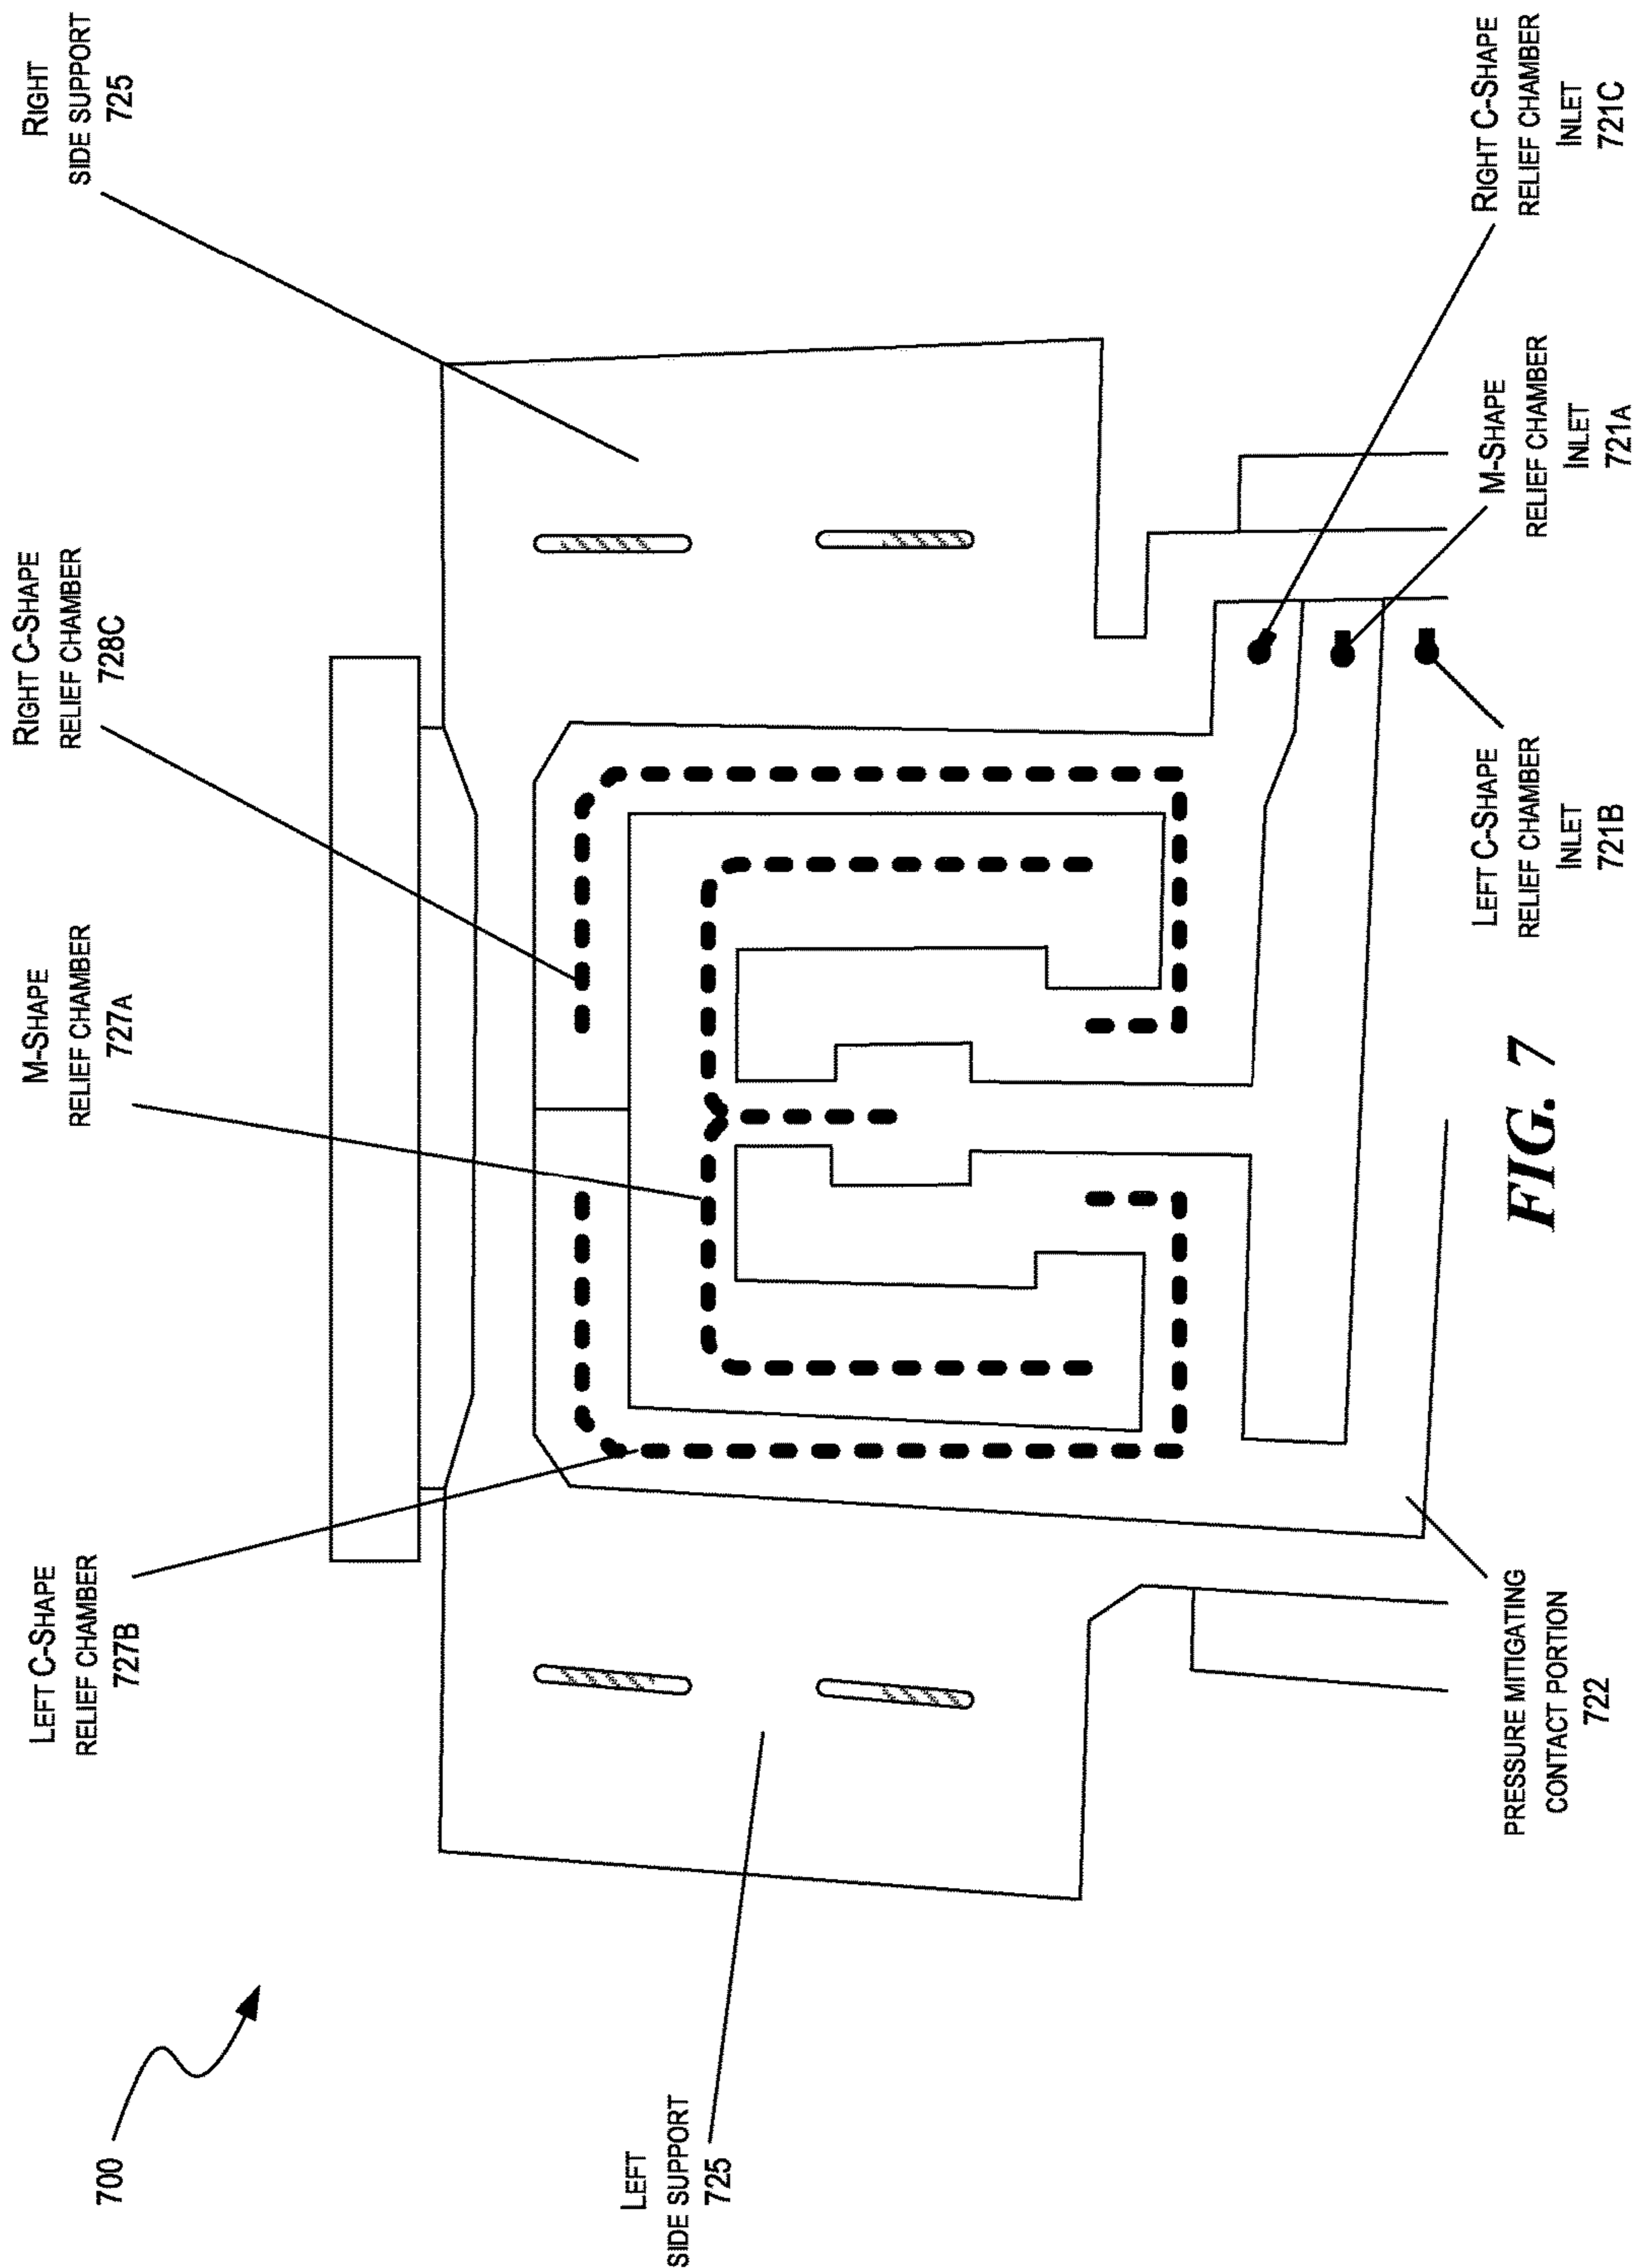 700
LEFT
SIDE SUPPORT
725
LEFT C-SHAPE
RELIEF CHAMBER
727B
M-SHAPE
RELIEF CHAMBER
727A
RIGHT C-SHAPE
RELIEF CHAMBER
728C
RIGHT
SIDE SUPPORT
725
PRESSURE MITIGATING
CONTACT PORTION
722
LEFT C-SHAPE
RELIEF CHAMBER
INLET
721B
M-SHAPE
RELIEF CHAMBER
INLET
721A
RIGHT C-SHAPE
RELIEF CHAMBER
INLET
721C
FIG. 7